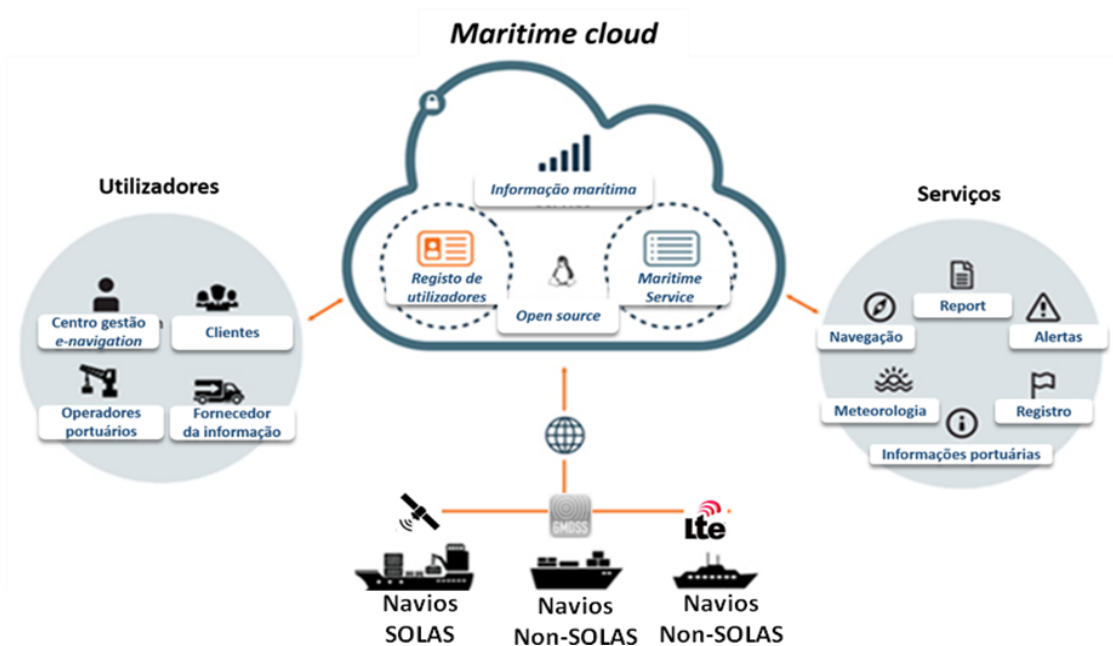 Maritime cloud
Utilizadores
Centro gestão
e-navigation
Clientes
Operadores
portuários
Fornecedor
da informação
Informação marítima
Registo de
utilizadores
Open source
Maritime
Service
Serviços
Report
Navegação
Alertas
Meteorologia
Registro
Informações portuárias
GMDSS
Lte
Navios
SOLAS
Navios
Non-SOLAS
Navios
Non-SOLAS